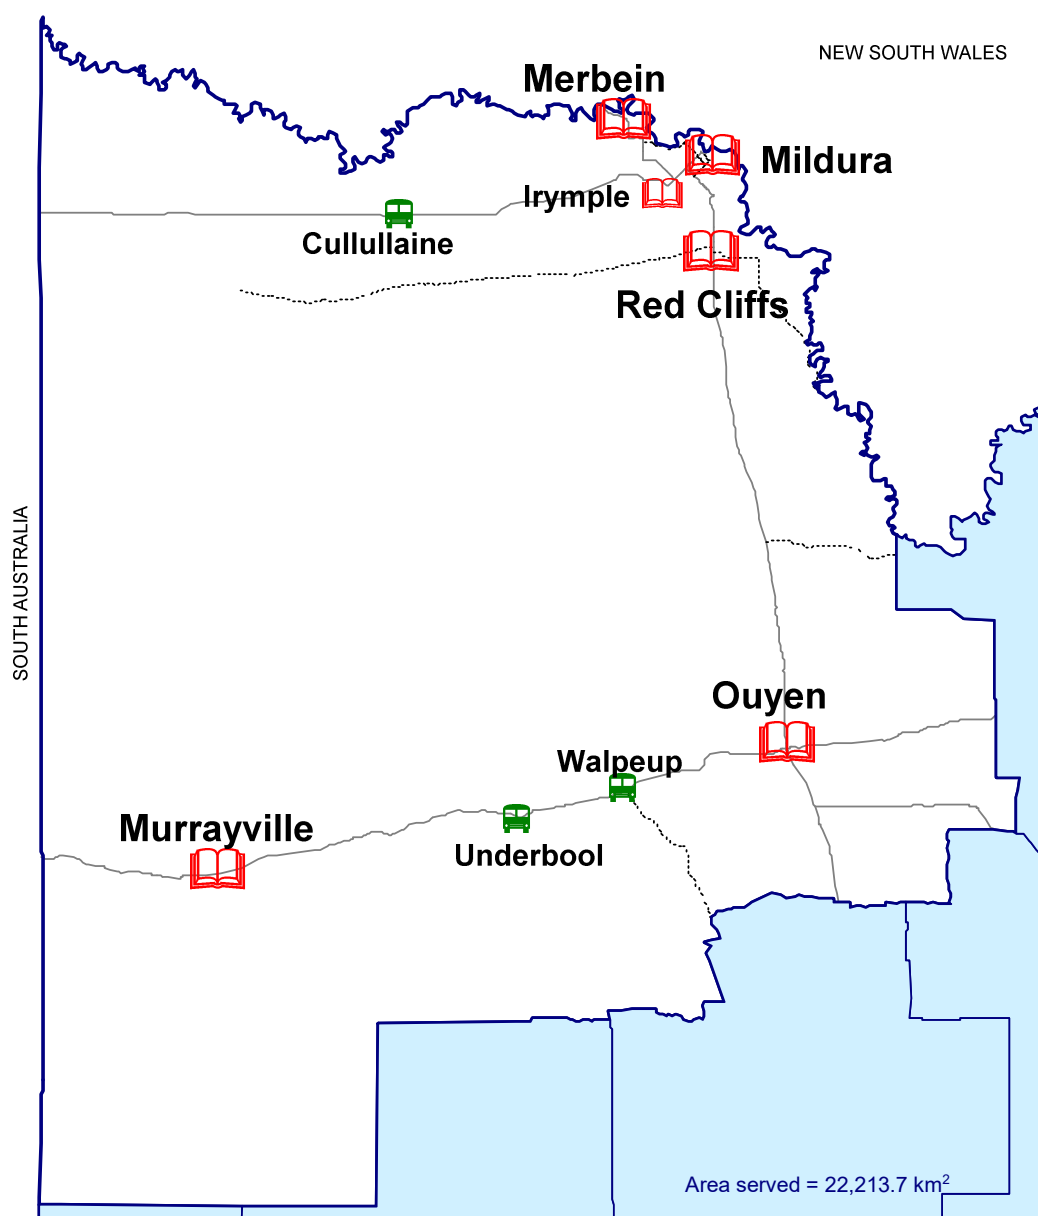 NEW SOUTH WALES
Merbein
Mildura
Irymple
Cullullaine
Red Cliffs
SOUTH AUSTRALIA
Ouyen
Walpeup
Murrayville
Underbool
Area served = 22,213.7 km²